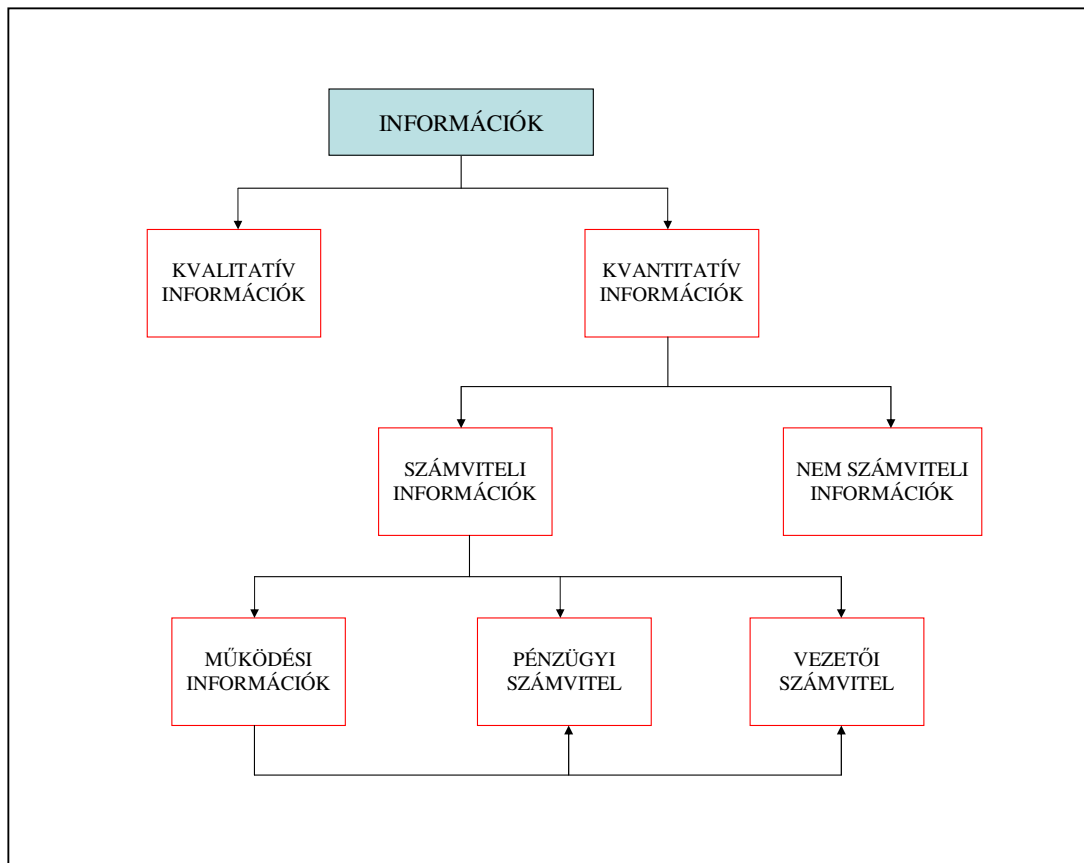 INFORMÁCIÓK
KVALITATÍV
INFORMÁCIÓK
KVANTITATÍV
INFORMÁCIÓK
SZÁMVITELI
INFORMÁCIÓK
NEM SZÁMVITELI
INFORMÁCIÓK
MŰKÖDÉSI
INFORMÁCIÓK
PÉNZÜGYI
SZÁMVITEL
VEZETŐI
SZÁMVITEL